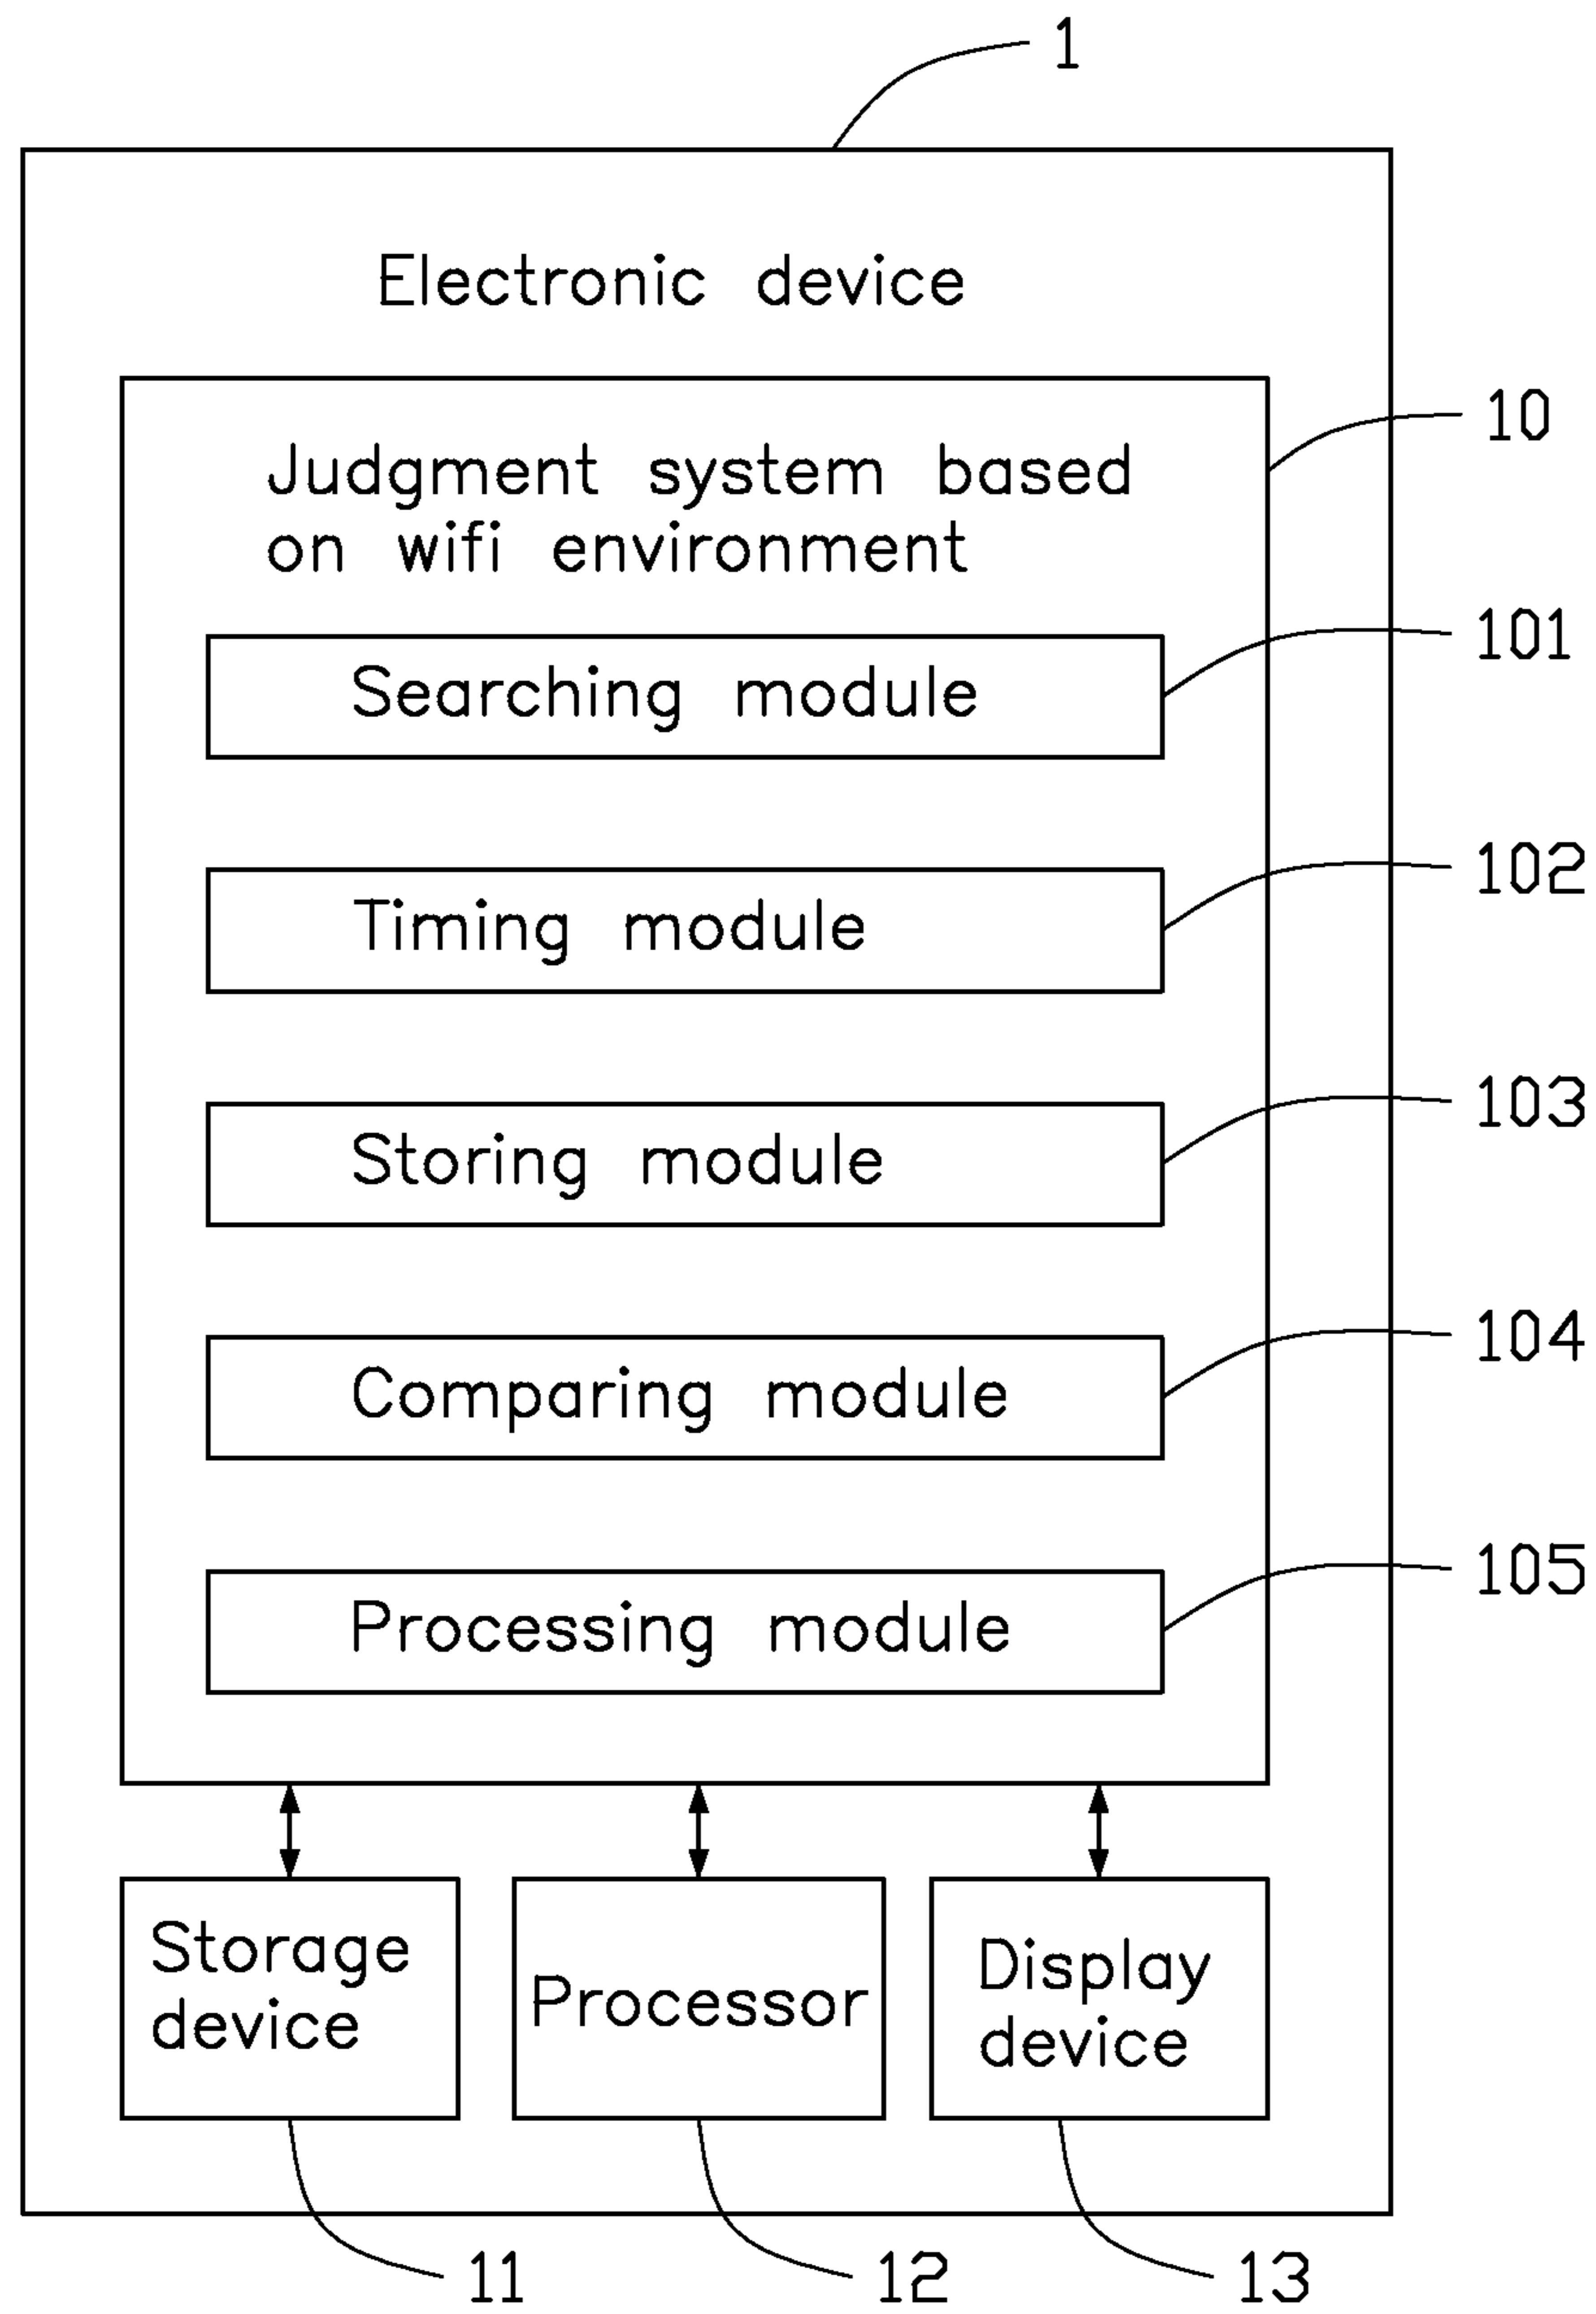 1
Electronic device
10
Judgment system based
on wifi environment
101
Searching module
102
Timing module
103
Storing module
104
Comparing module
105
Processing module
Storage
device
Processor
Display
device
11
12
13